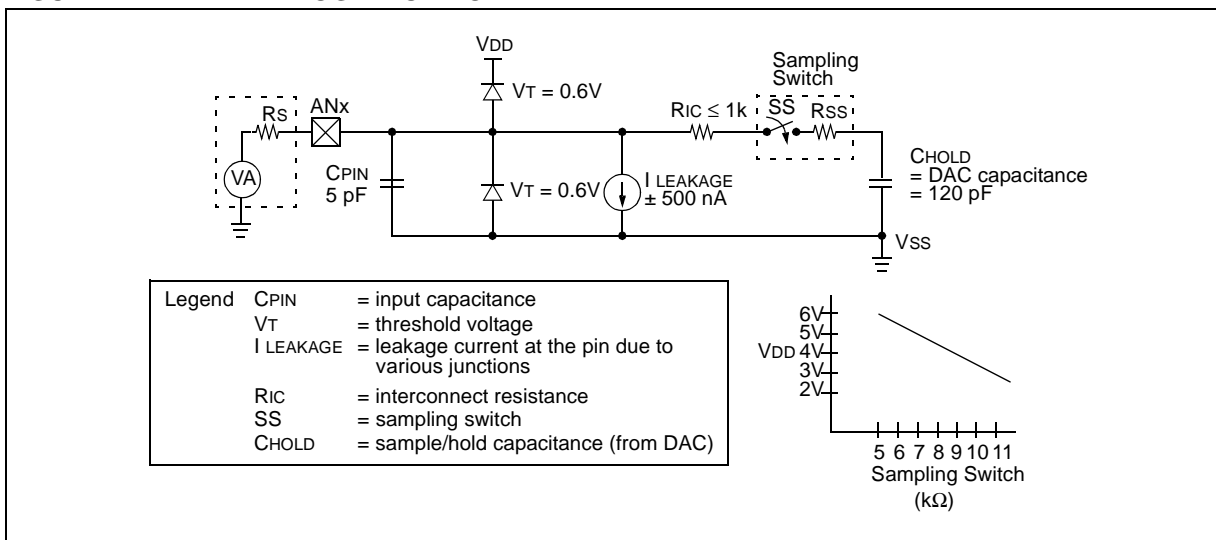 VDD
Sampling
Switch
VT = 0.6V
RS
ANx
RIC ≤ 1k
SS
RSS
VA
CPIN
5 pF
VT = 0.6V
I LEAKAGE
± 500 nA
CHOLD
= DAC capacitance
= 120 pF
VSS
Legend CPIN = input capacitance
VT = threshold voltage
I LEAKAGE = leakage current at the pin due to
various junctions
RIC = interconnect resistance
SS = sampling switch
CHOLD = sample/hold capacitance (from DAC)
6V
5V
VDD 4V
3V
2V
5 6 7 8 9 10 11
Sampling Switch
(kΩ)